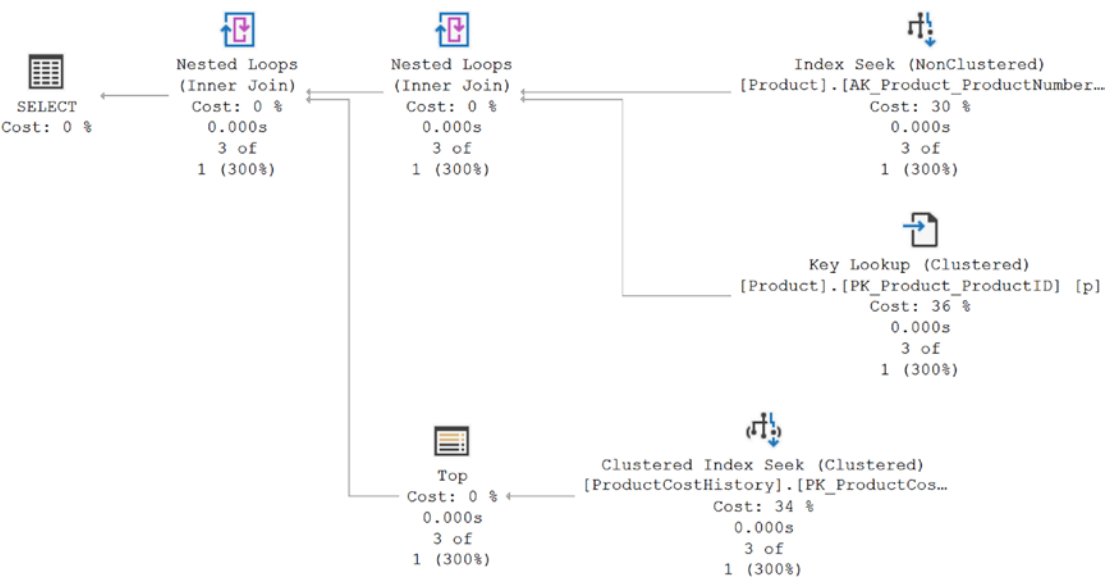 SELECT
Cost: 0 %
Nested Loops
(Inner Join)
Cost: 0 %
0.000s
3 of
1 (300%)
Nested Loops
(Inner Join)
Cost: 0 %
0.000s
3 of
1 (300%)
Index Seek (NonClustered)
[Product].[AK_Product_ProductNumber…
Cost: 30 %
0.000s
3 of
1 (300%)
Key Lookup (Clustered)
[Product].[PK_Product_ProductID] [p]
Cost: 36 %
0.000s
3 of
1 (300%)
Top
Cost: 0 %
0.000s
3 of
1 (300%)
Clustered Index Seek (Clustered)
[ProductCostHistory].[PK_ProductCos…
Cost: 34 %
0.000s
3 of
1 (300%)